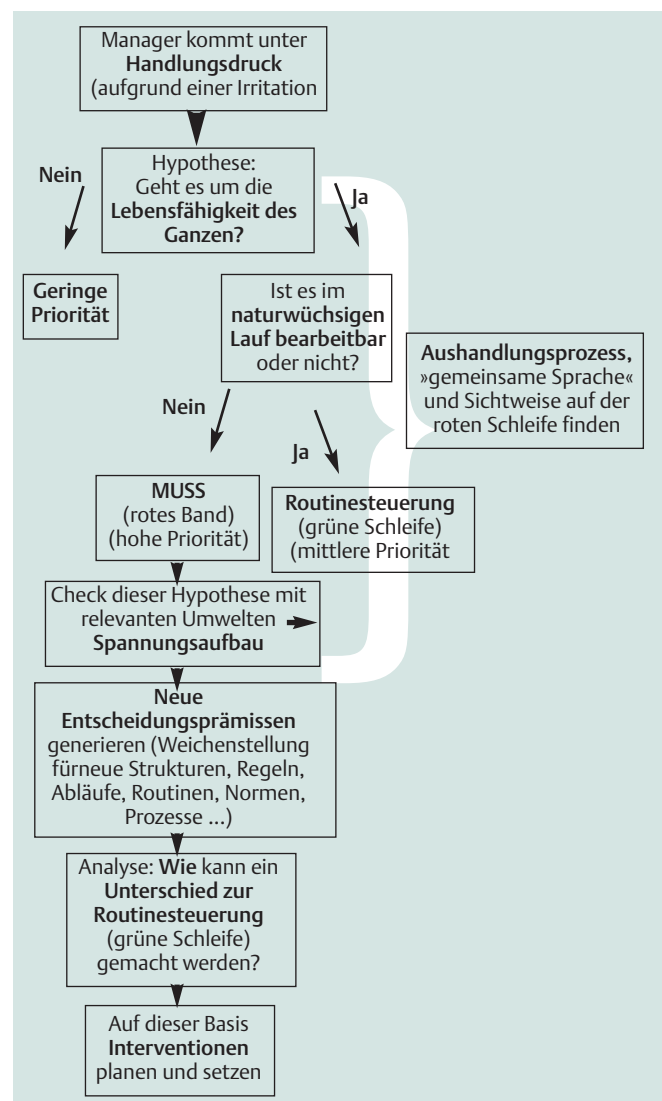 Manager kommt unter
Handlungsdruck
(aufgrund einer Irritation
Nein
Hypothese:
Geht es um die
Lebensfähigkeit des
Ganzen?
Ja
Geringe
Priorität
Ist es im
naturwüchsigen
Lauf bearbeitbar
oder nicht?
Aushandlungsprozess,
»gemeinsame Sprache«
und Sichtweise auf der
roten Schleife finden
Nein
Ja
MUSS
(rotes Band)
(hohe Priorität)
Routinesteuerung
(grüne Schleife)
(mittlere Priorität
Check dieser Hypothese mit
relevanten Umwelten
Spannungsaufbau
Neue
Entscheidungsprämissen
generieren (Weichenstellung
fürneue Strukturen, Regeln,
Abläufe, Routinen, Normen,
Prozesse ...)
Analyse: Wie kann ein
Unterschied zur
Routinesteuerung
(grüne Schleife)
gemacht werden?
Auf dieser Basis
Interventionen
planen und setzen